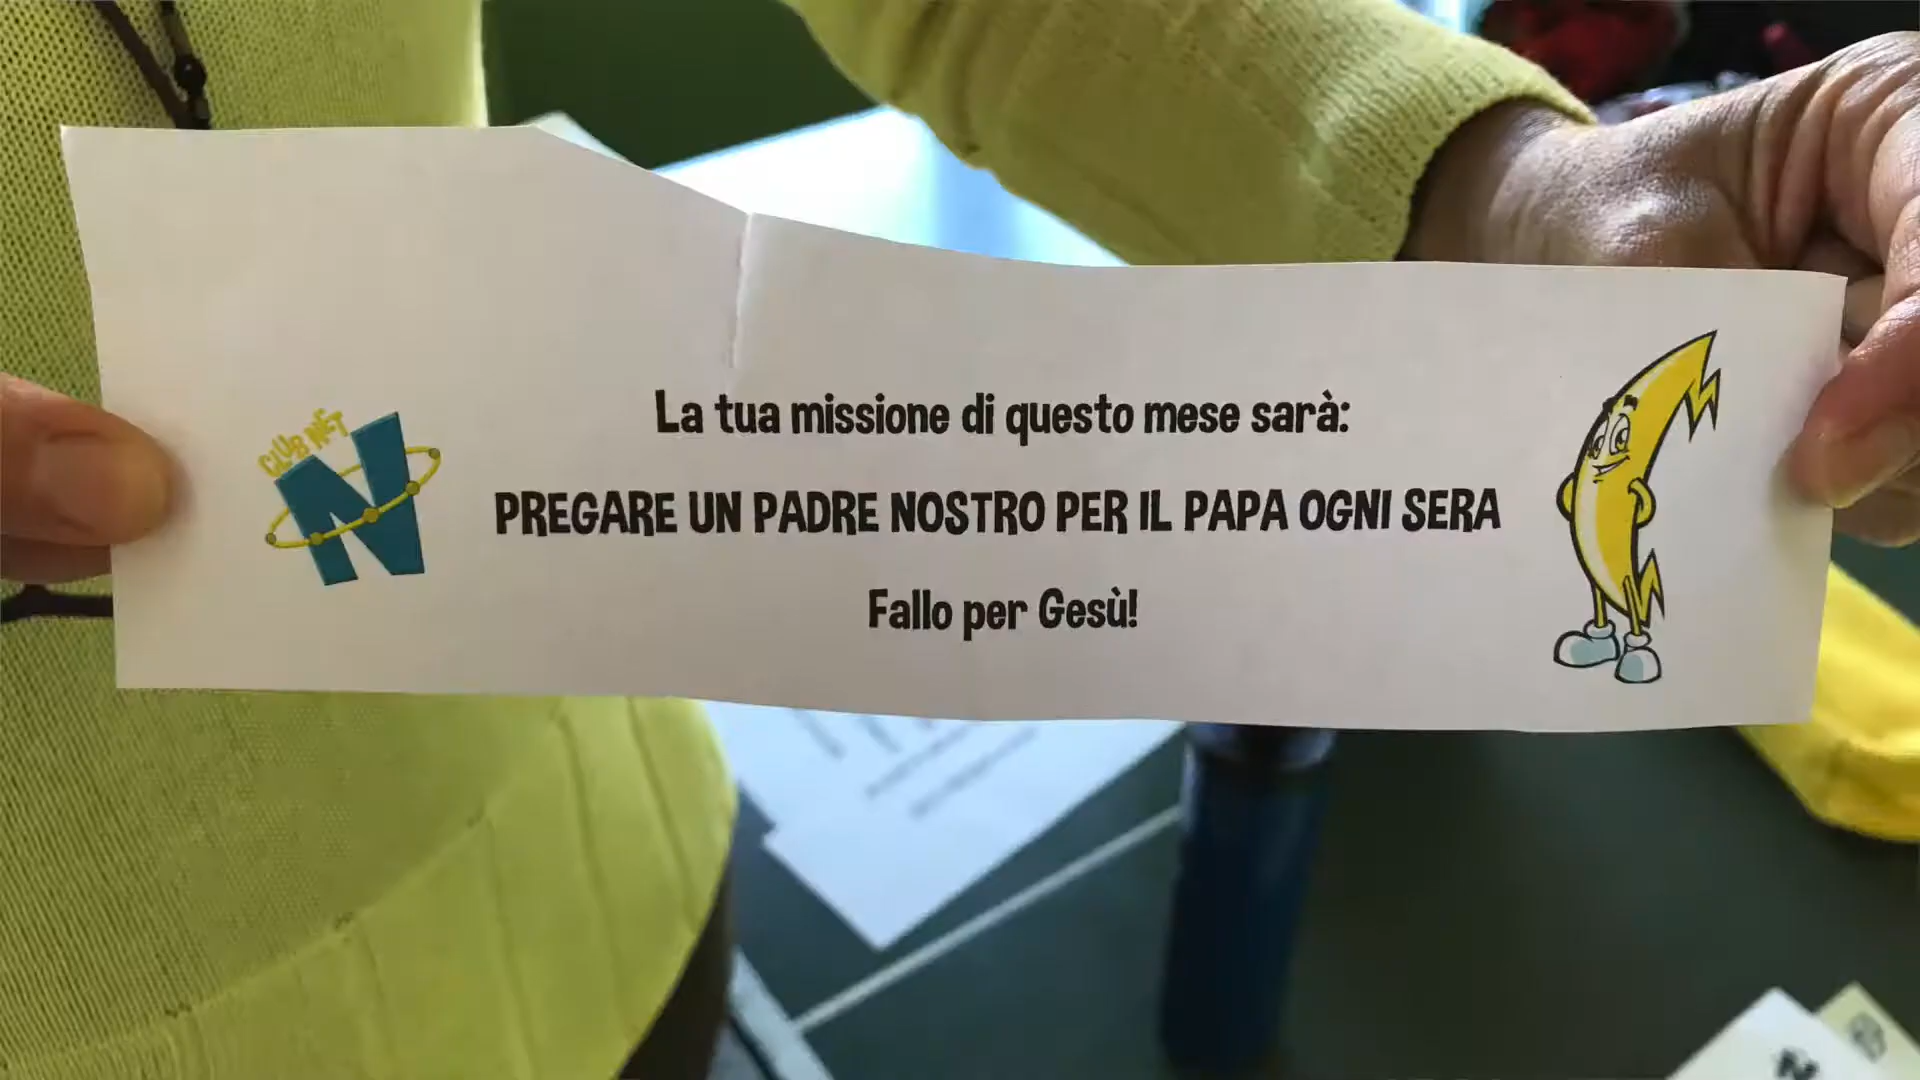 CLUB NET
N
La tua missione di questo mese sarà:
PREGARE UN PADRE NOSTRO PER IL PAPA OGNI SERA
Fallo per Gesù!